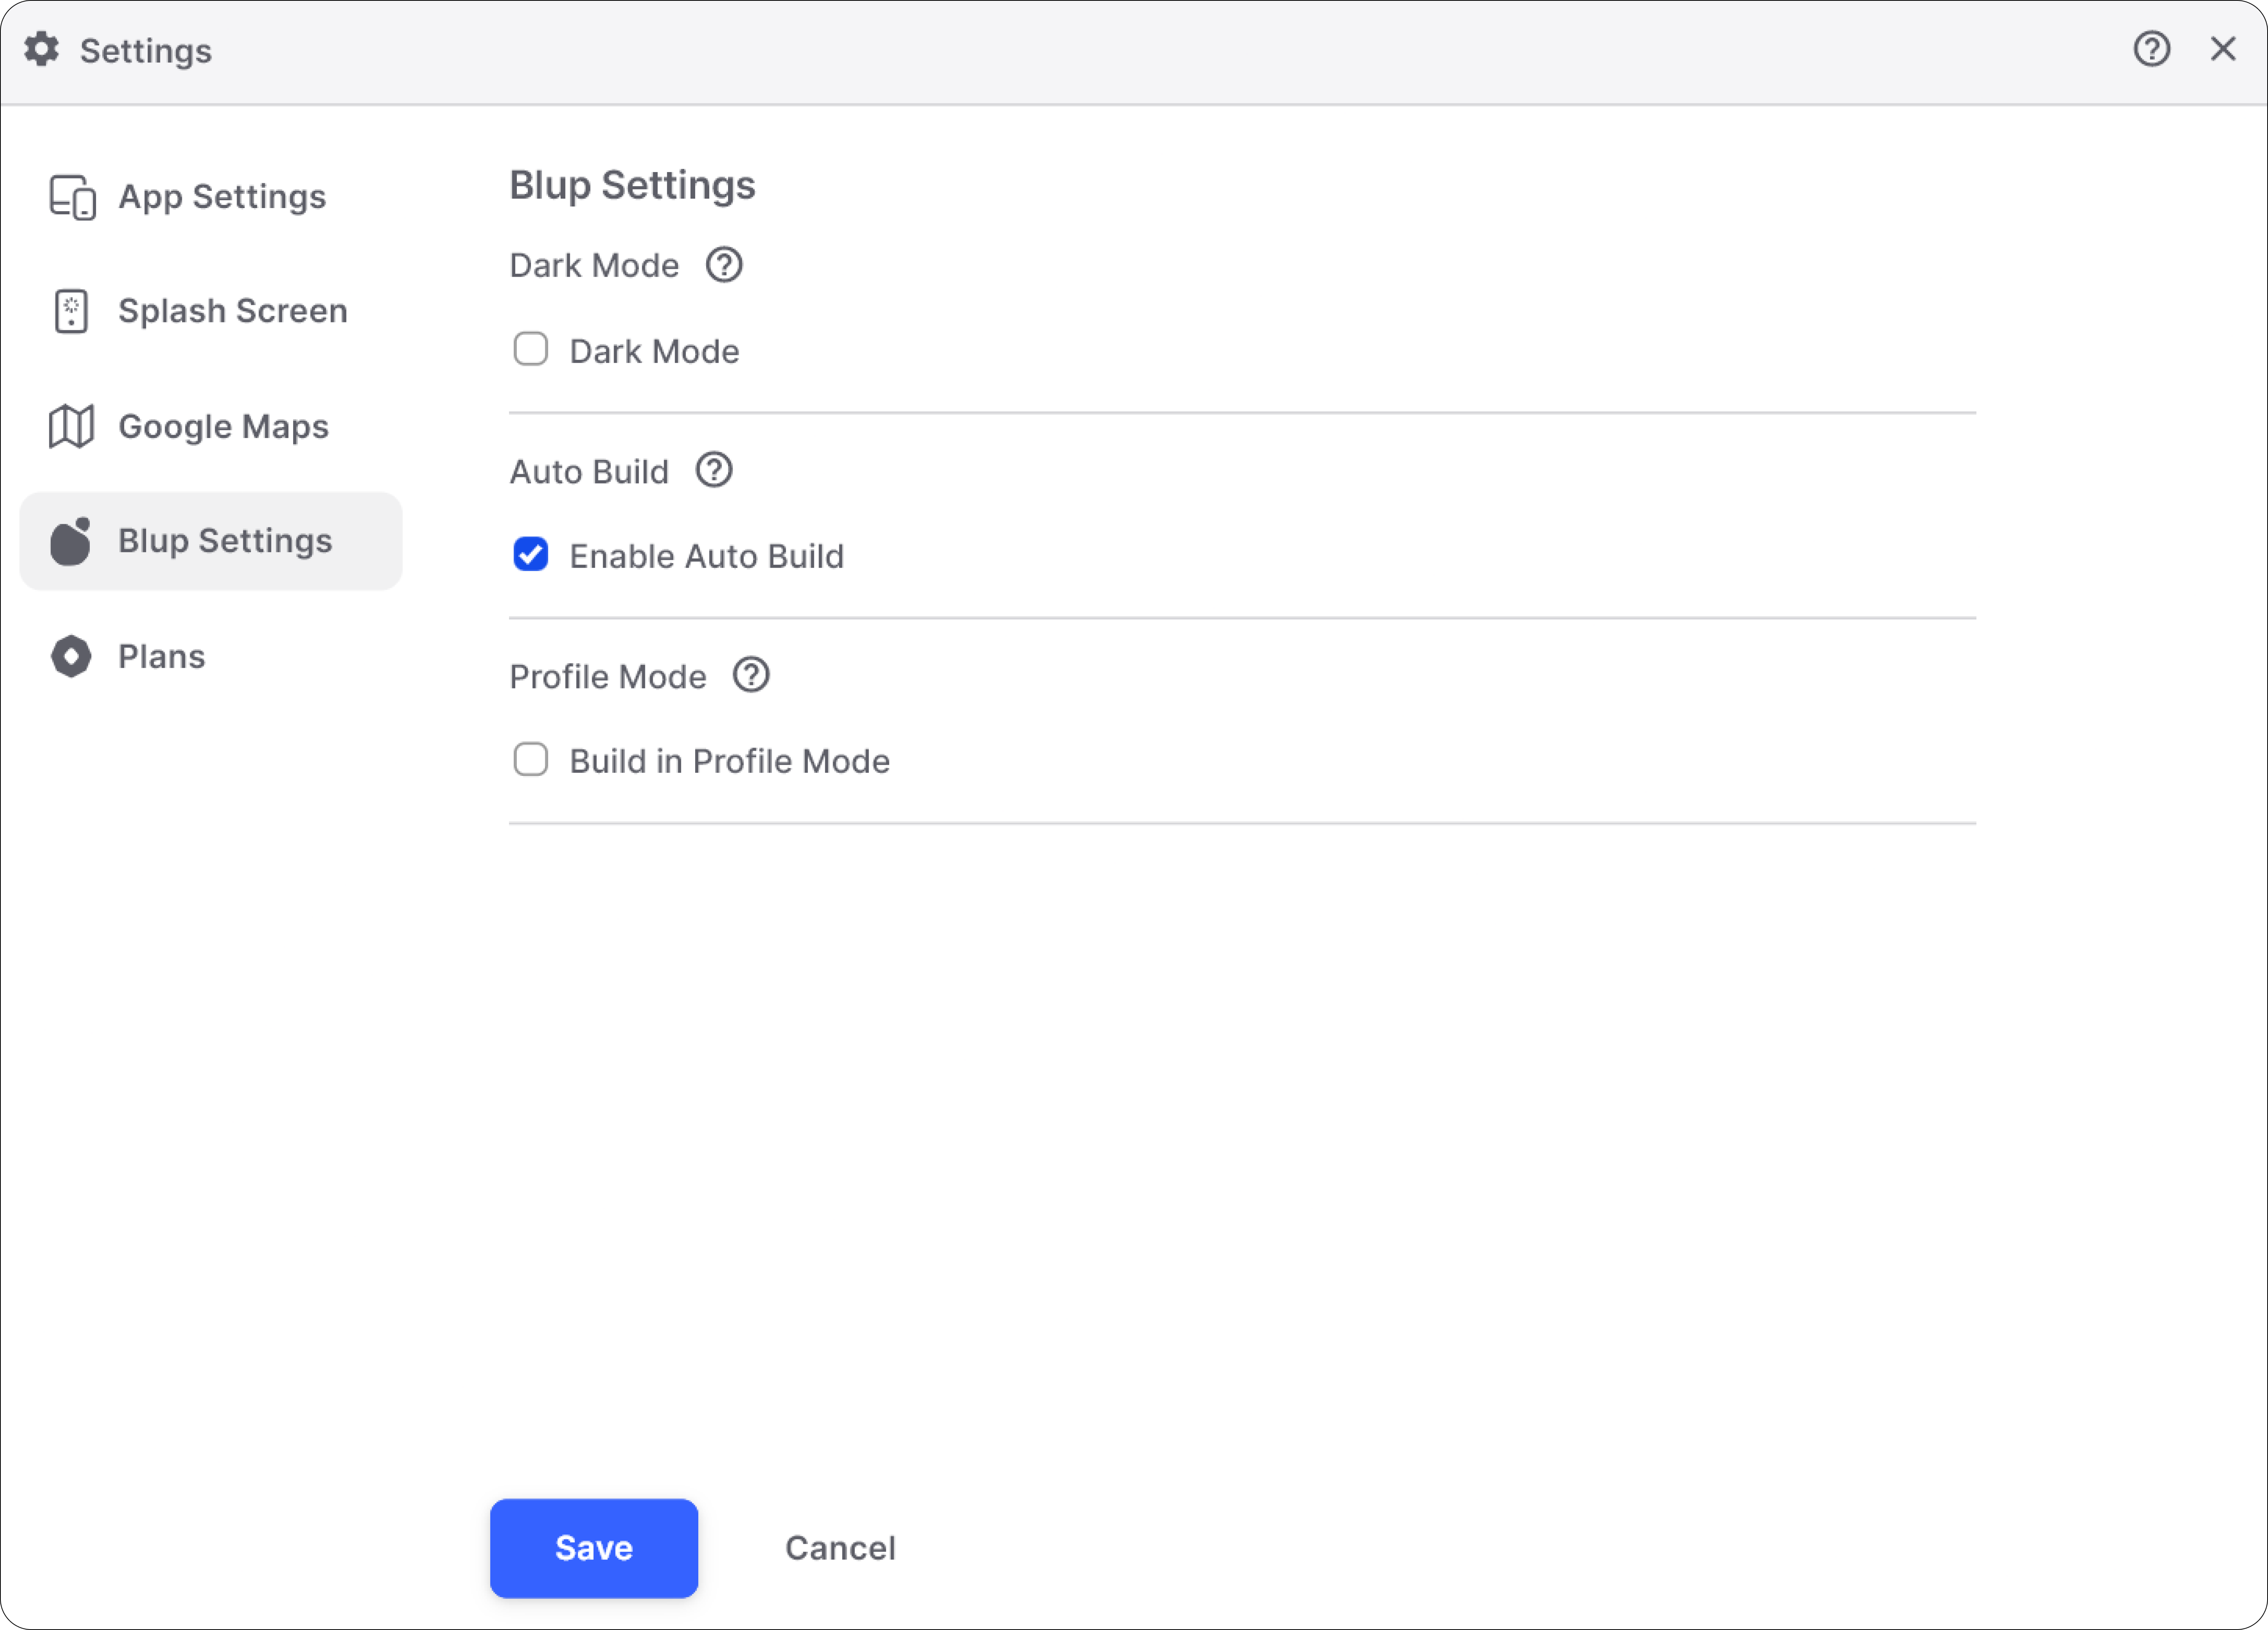 Settings
App Settings
Splash Screen
Google Maps
Blup Settings
Plans
Blup Settings
Dark Mode
Dark Mode
Auto Build
Enable Auto Build
Profile Mode
Build in Profile Mode
Save
Cancel